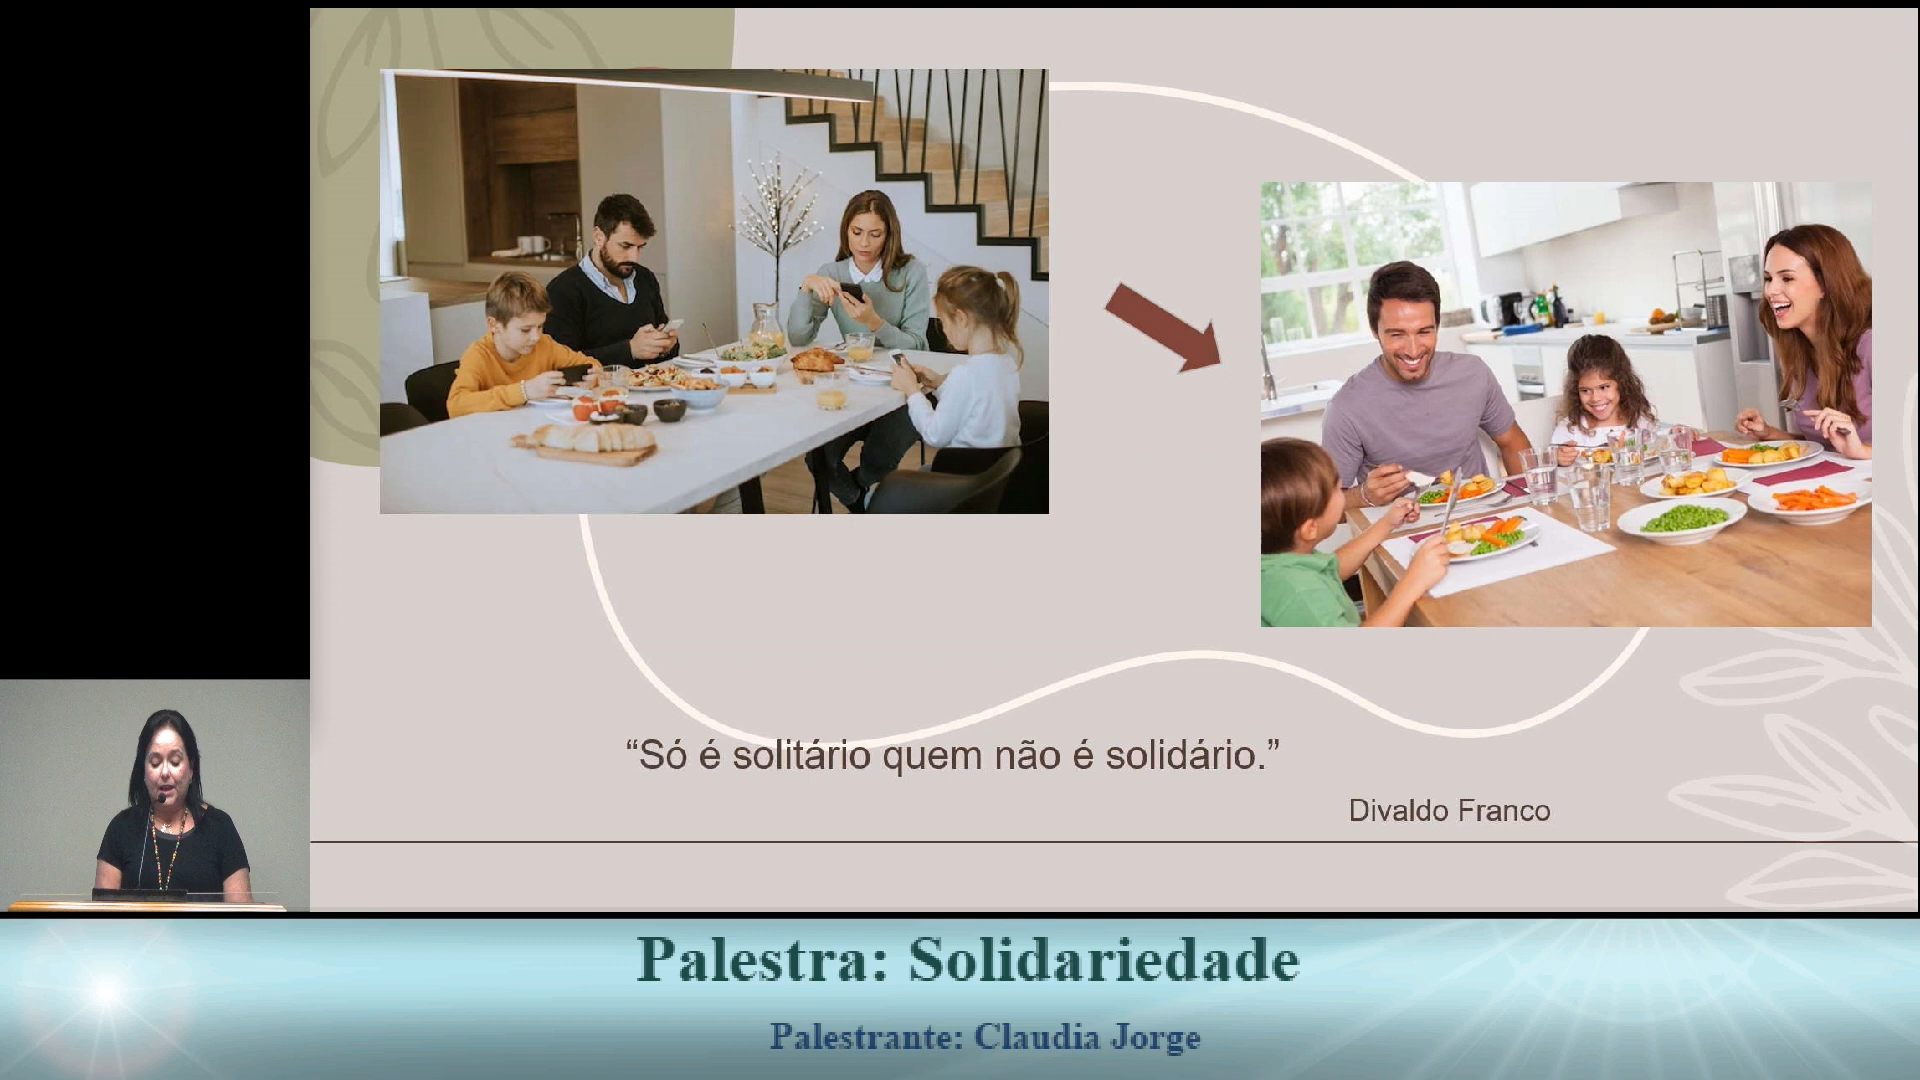 “Só é solitário quem não é solidário.”
Divaldo Franco
Palestra: Solidariedade
Palestrante: Claudia Jorge